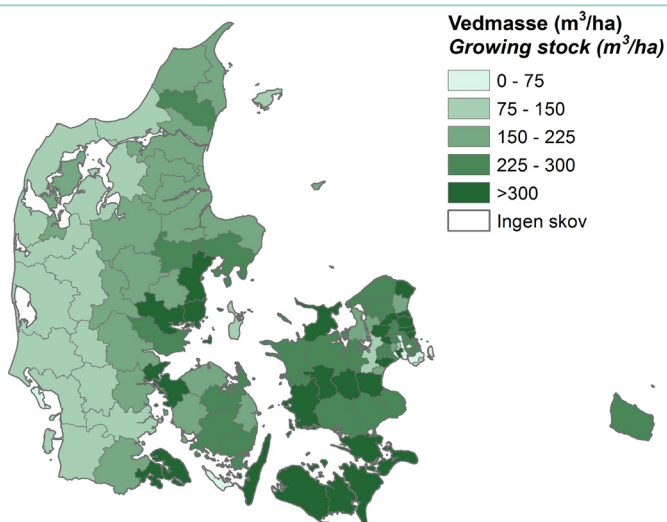 Vedmasse (m³/ha)
Growing stock (m³/ha)
0 - 75
75 - 150
150 - 225
225 - 300
>300
Ingen skov